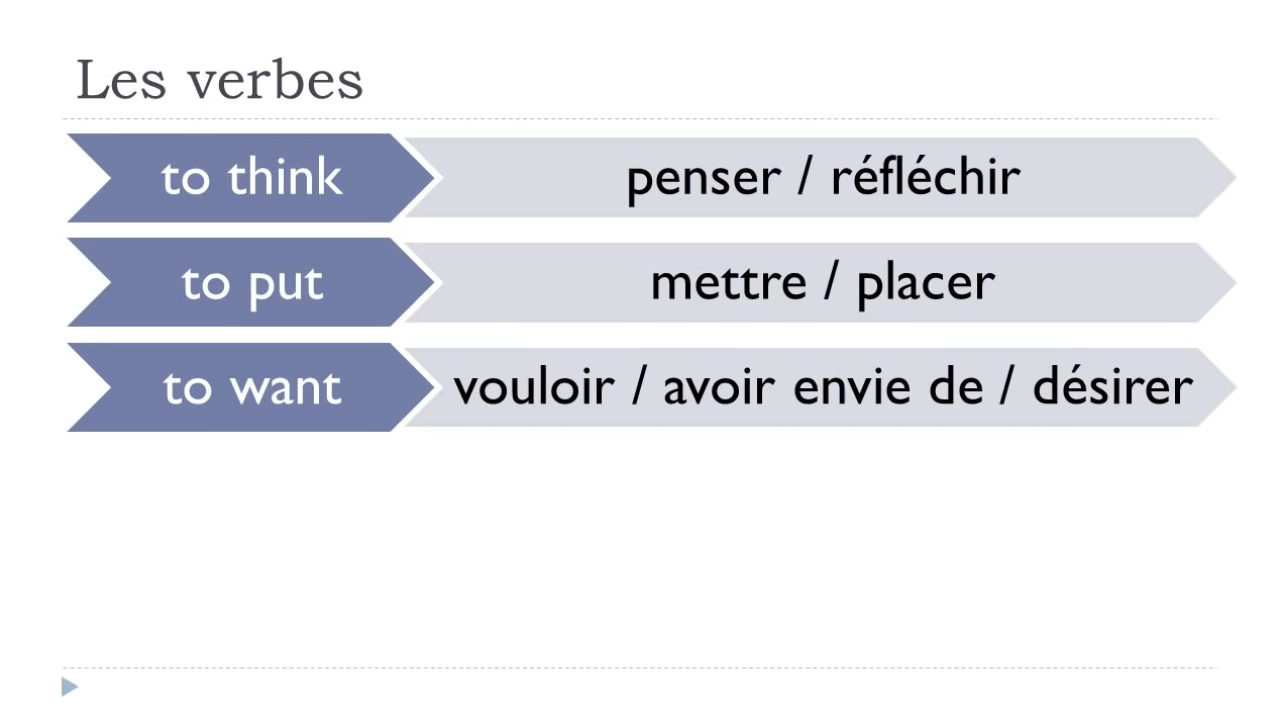 Les verbes
to think penser / réfléchir
to put mettre / placer
to want vouloir / avoir envie de / désirer